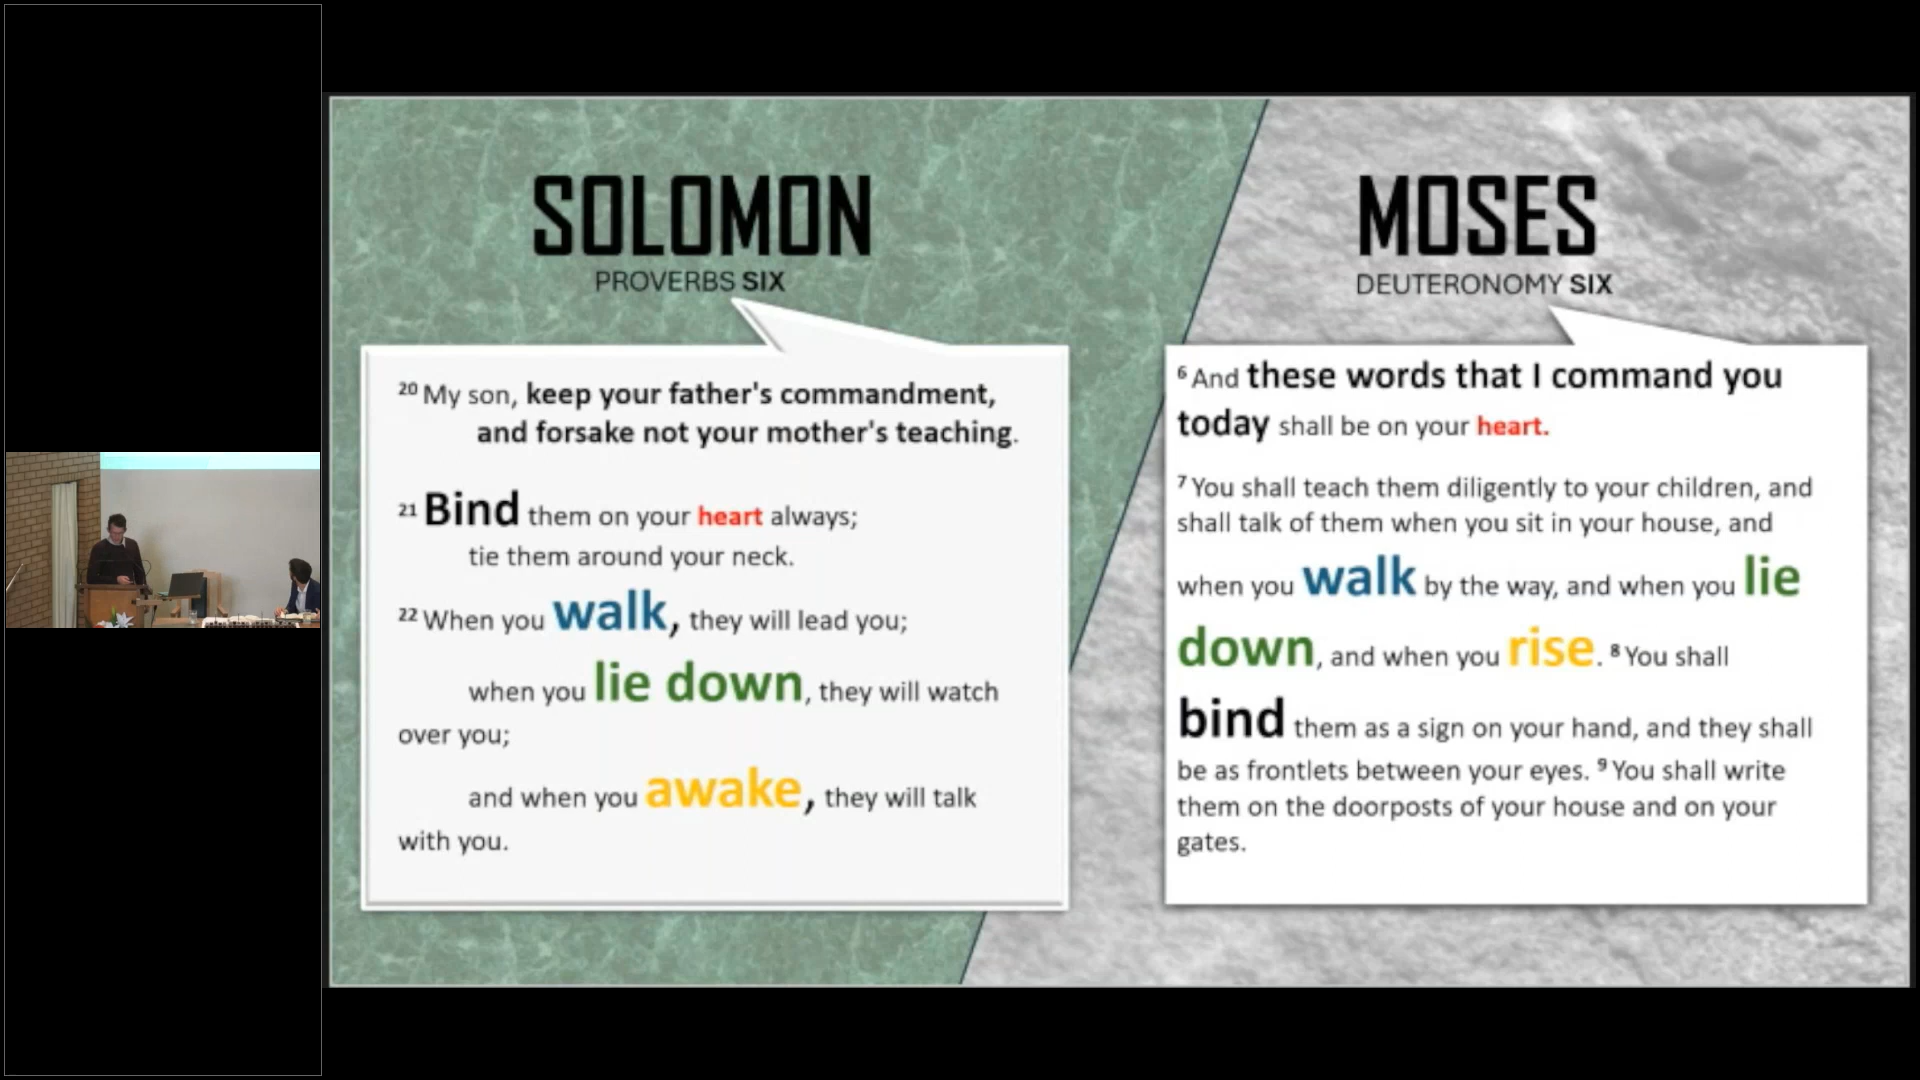 SOLOMON
PROVERBS SIX
20 My son, keep your father's commandment,
and forsake not your mother's teaching.
21 Bind them on your heart always;
tie them around your neck.
22 When you walk, they will lead you;
when you lie down, they will watch
over you;
and when you awake, they will talk
with you.
MOSES
DEUTERONOMY SIX
6 And these words that I command you
today shall be on your heart.
7 You shall teach them diligently to your children, and
shall talk of them when you sit in your house, and
when you walk by the way, and when you lie
down, and when you rise. 8 You shall
bind them as a sign on your hand, and they shall
be as frontlets between your eyes. 9 You shall write
them on the doorposts of your house and on your
gates.